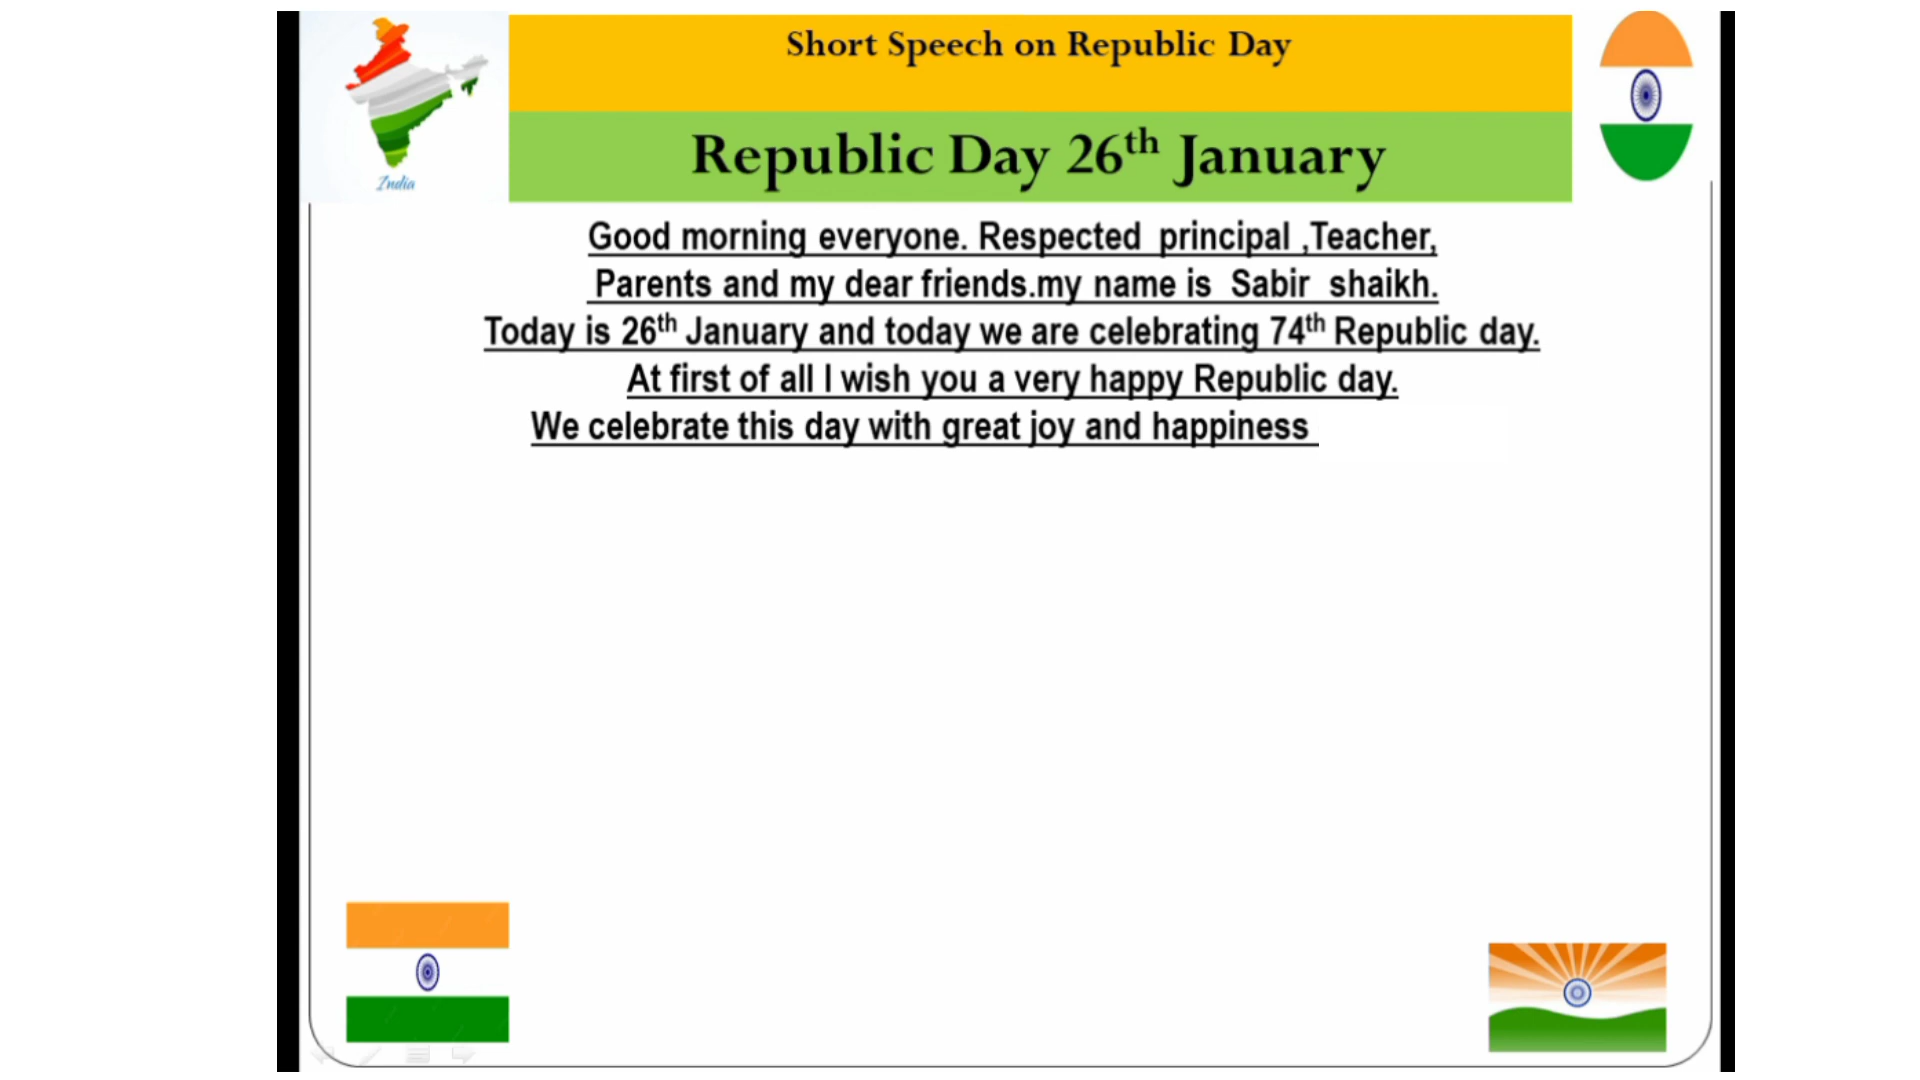 India
Short Speech on Republic Day
Republic Day 26th January
Good morning everyone. Respected principal ,Teacher,
Parents and my dear friends.my name is Sabir shaikh.
Today is 26th January and today we are celebrating 74th Republic day.
At first of all I wish you a very happy Republic day.
We celebrate this day with great joy and happiness